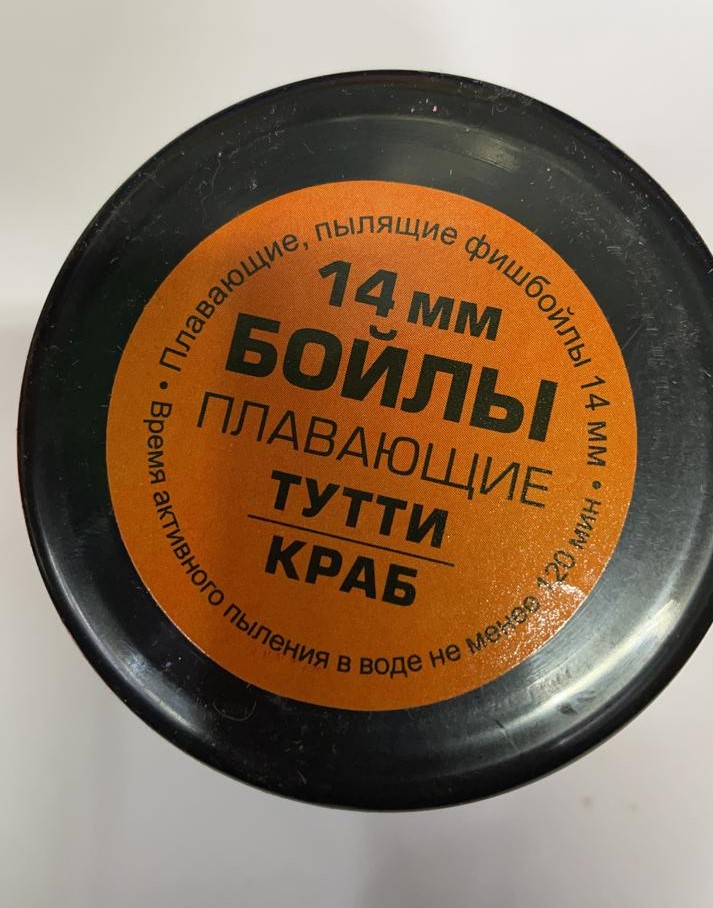 Плавающие, пылящие фишбойлы 14 мм •
14 мм
БОЙЛЫ
ПЛАВАЮЩИЕ
ТУТТИ
КРАБ
• Время активного пыления в воде не менее 120 мин